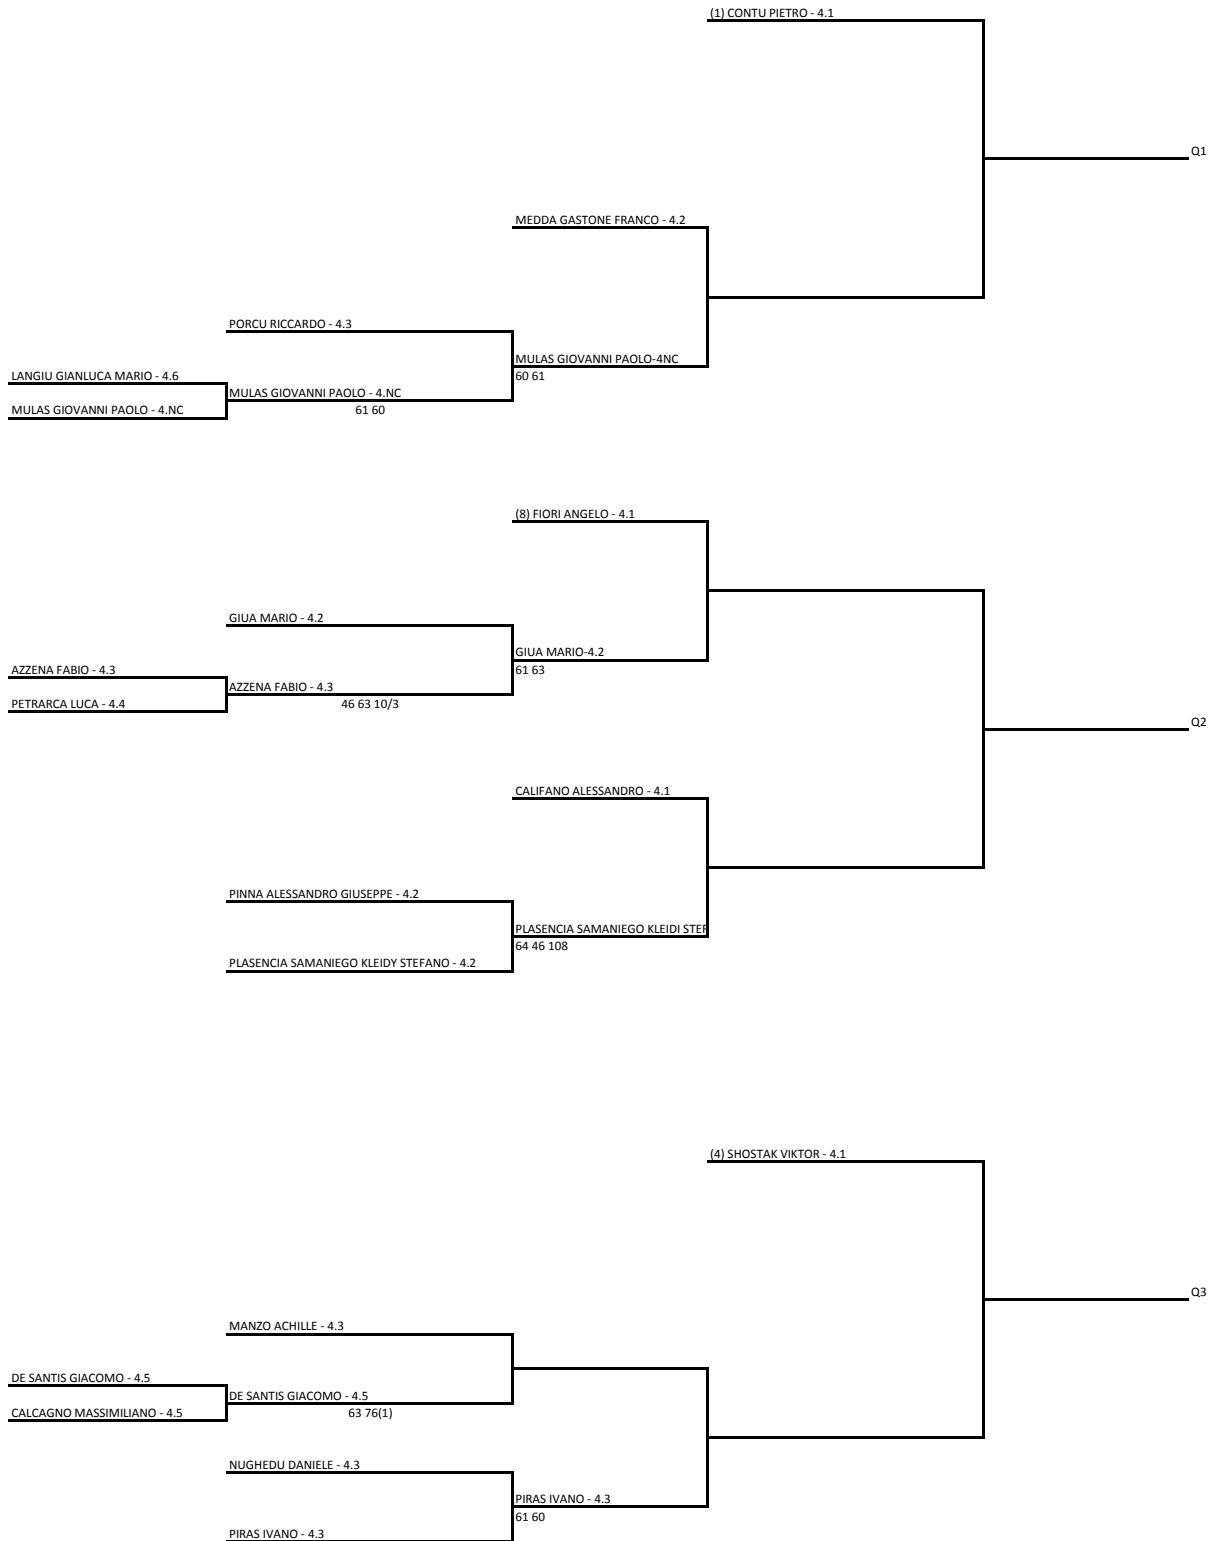 (1) CONTU PIETRO - 4.1
Q1
MEDDA GASTONE FRANCO - 4.2
PORCU RICCARDO - 4.3
MULAS GIOVANNI PAOLO-4NC
LANGIU GIANLUCA MARIO - 4.6
60 61
MULAS GIOVANNI PAOLO - 4.NC
MULAS GIOVANNI PAOLO - 4.NC
61 60
(8) FIORI ANGELO - 4.1
GIUA MARIO - 4.2
GIUA MARIO-4.2
AZZENA FABIO - 4.3
61 63
AZZENA FABIO - 4.3
PETRARCA LUCA - 4.4
46 63 10/3
Q2
CALIFANO ALESSANDRO - 4.1
PINNA ALESSANDRO GIUSEPPE - 4.2
PLASENCIA SAMANIEGO KLEIDI STEF
64 46 108
PLASENCIA SAMANIEGO KLEIDY STEFANO - 4.2
(4) SHOSTAK VIKTOR - 4.1
Q3
MANZO ACHILLE - 4.3
DE SANTIS GIACOMO - 4.5
DE SANTIS GIACOMO - 4.5
CALCAGNO MASSIMILIANO - 4.5
63 76(1)
NUGHEDU DANIELE - 4.3
PIRAS IVANO - 4.3
61 60
PIRAS IVANO - 4.3